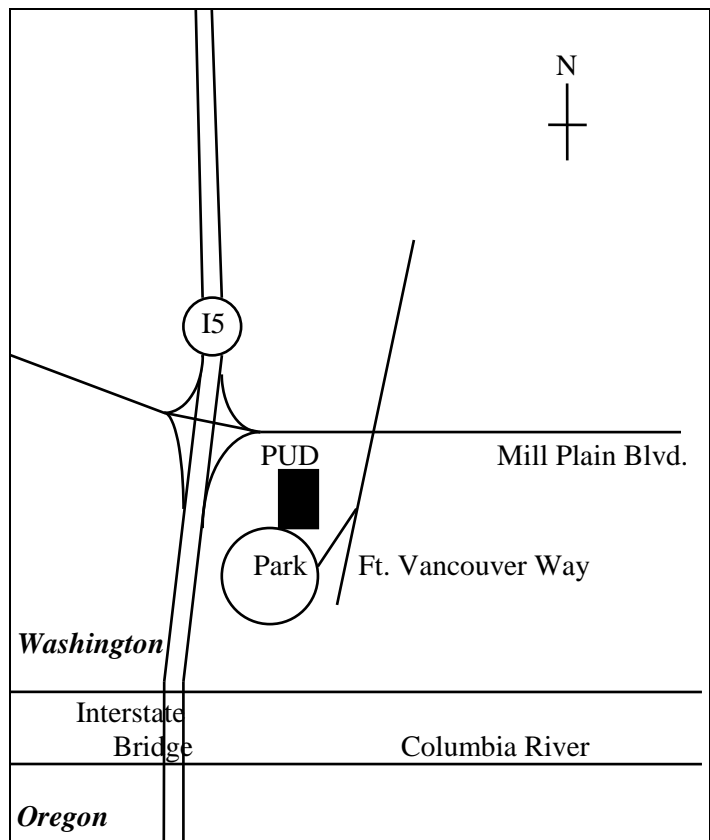 N
I5
PUD
Mill Plain Blvd.
Park
Ft. Vancouver Way
Washington
Interstate
Bridge
Columbia River
Oregon